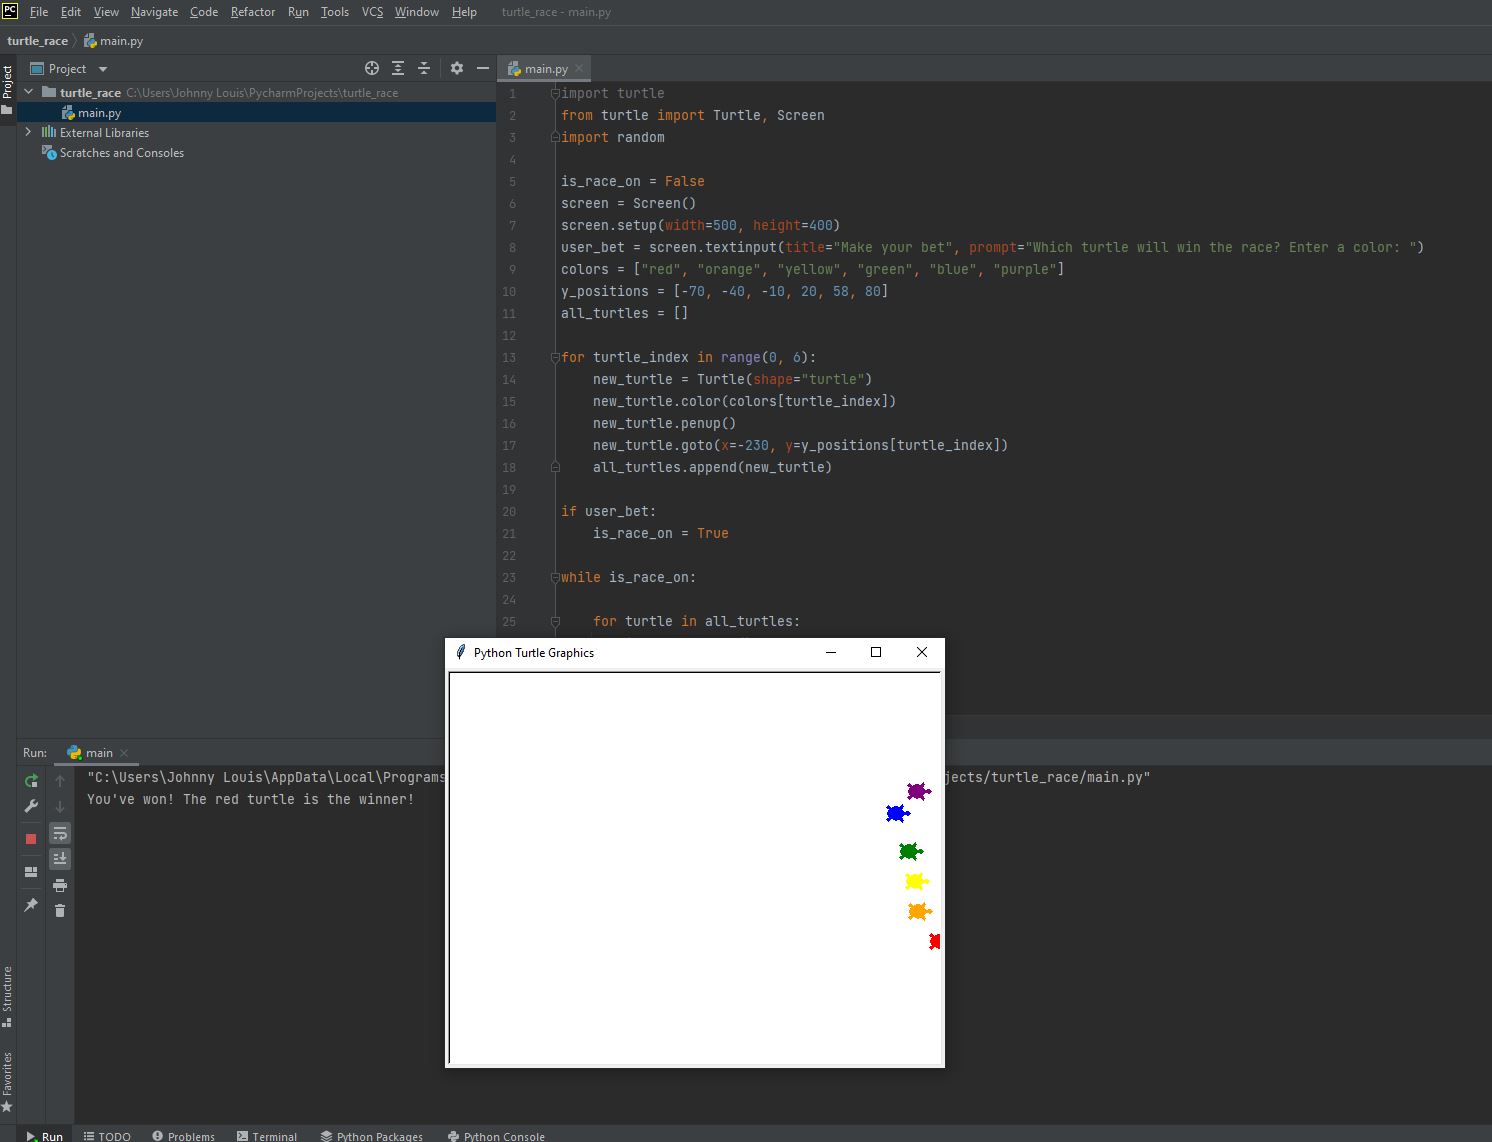 PC File Edit View Navigate Code Refactor Run Tools VCS Window Help turtle_race - main.py
turtle_race main.py
Project
Project main.py
turtle_race C:\Users\Johnny Louis\PycharmProjects\turtle_race
main.py
External Libraries
Scratches and Consoles
1 import turtle
2 from turtle import Turtle, Screen
3 import random
4
5 is_race_on = False
6 screen = Screen()
7 screen.setup(width=500, height=400)
8 user_bet = screen.textinput(title="Make your bet", prompt="Which turtle will win the race? Enter a color: ")
9 colors = ["red", "orange", "yellow", "green", "blue", "purple"]
10 y_positions = [-70, -40, -10, 20, 58, 80]
11 all_turtles = []
12
13 for turtle_index in range(0, 6):
14     new_turtle = Turtle(shape="turtle")
15     new_turtle.color(colors[turtle_index])
16     new_turtle.penup()
17     new_turtle.goto(x=-230, y=y_positions[turtle_index])
18     all_turtles.append(new_turtle)
19
20 if user_bet:
21     is_race_on = True
22
23 while is_race_on:
24
25     for turtle in all_turtles:
Python Turtle Graphics
Run: main
"C:\Users\Johnny Louis\AppData\Local\Programs jects/turtle_race/main.py"
You've won! The red turtle is the winner!
Structure
Favorites
Run TODO Problems Terminal Python Packages Python Console